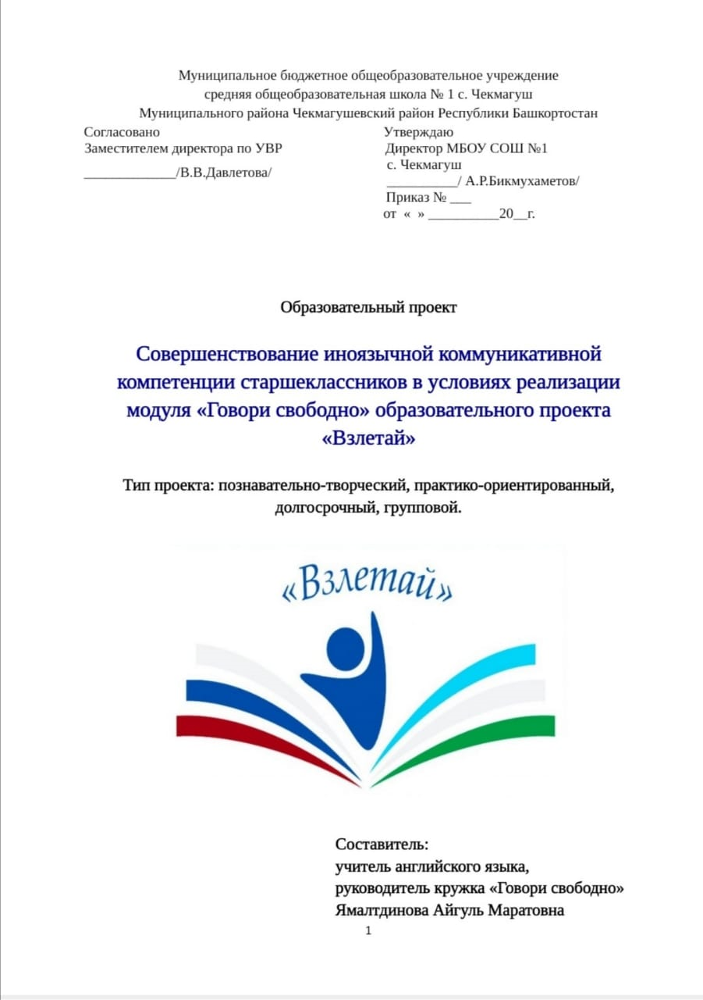 Муниципальное бюджетное общеобразовательное учреждение
средняя общеобразовательная школа № 1 с. Чекмагуш
Муниципального района Чекмагушевский район Республики Башкортостан
Согласовано
Заместителем директора по УВР
_____________/В.В.Давлетова/
Утверждаю
Директор МБОУ СОШ №1
с. Чекмагуш
__________/ А.Р.Бикмухаметов/
Приказ № ___
от « » __________20__г.
Образовательный проект
Совершенствование иноязычной коммуникативной
компетенции старшеклассников в условиях реализации
модуля «Говори свободно» образовательного проекта
«Взлетай»
Тип проекта: познавательно-творческий, практико-ориентированный,
долгосрочный, групповой.
«Взлетай»
Составитель:
учитель английского языка,
руководитель кружка «Говори свободно»
Ямалтдинова Айгуль Маратовна
1